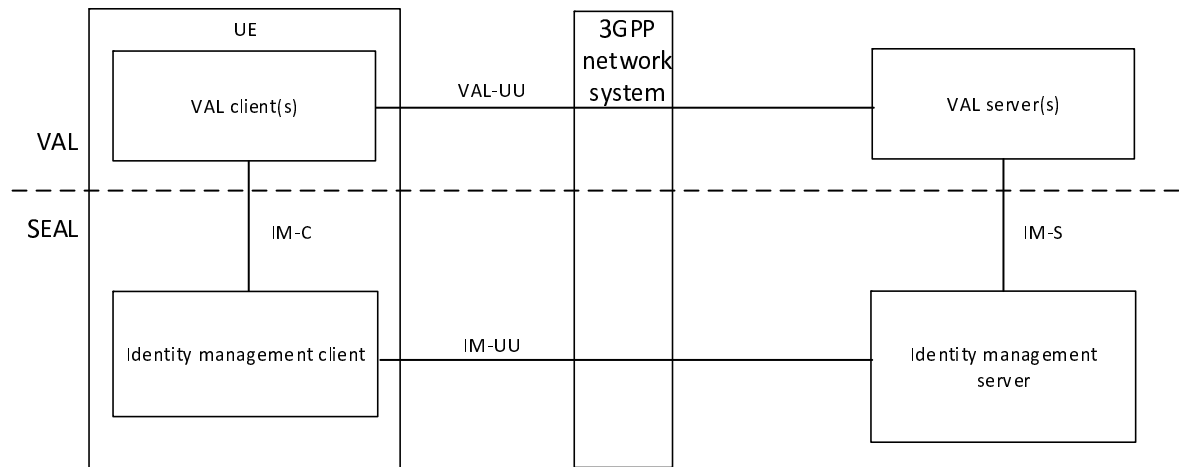 UE
3GPP
network
system
VAL client(s)
VAL-UU
VAL server(s)
VAL
SEAL
IM-C
IM-S
Identity management client
IM-UU
Identity management
server